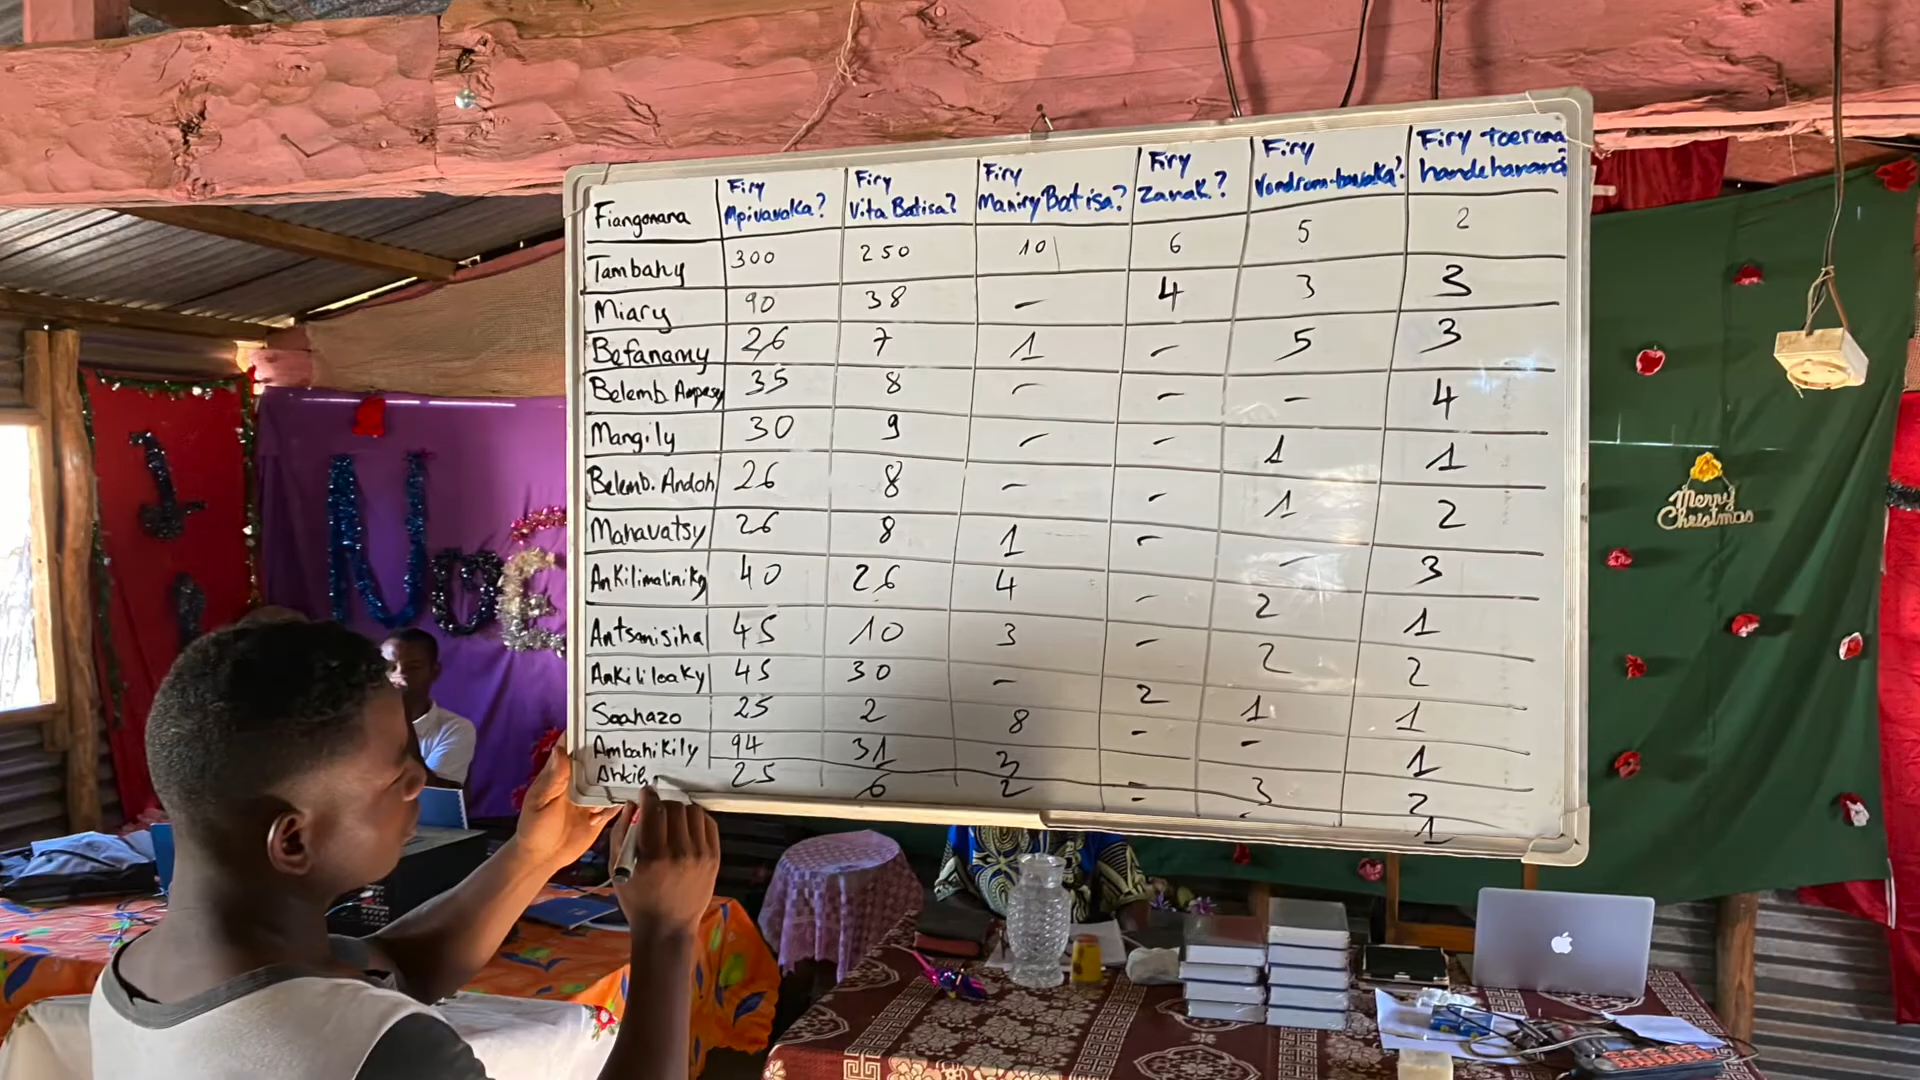 Fiangonana Firy Mpivavaka? Firy Vita Batisa? Firy Maniry Batisa? Firy Zanak? Firy Vondrom-bavaka? Firy toerana handehanana
Tambahy 300 250 10 6 5 2
Miary 90 38 - 4 3 3
Befanamy 26 7 1 - 5 3
Belemb. Ampasy 35 8 - - - 4
Mangily 30 9 - - 1 1
Belemb. Andoh 26 8 - - 1 2
Manavatsy 26 8 1 - - 3
Ankilimalinika 40 26 4 - 2 1
Antsanisiha 45 10 3 - 2 2
Ankilileaky 45 30 - 2 1 1
Saahazo 25 2 8 - - 1
Ambahikily 94 31 3 - 3 2
25 6 2 - - 1
NOE
Merry
Christmas